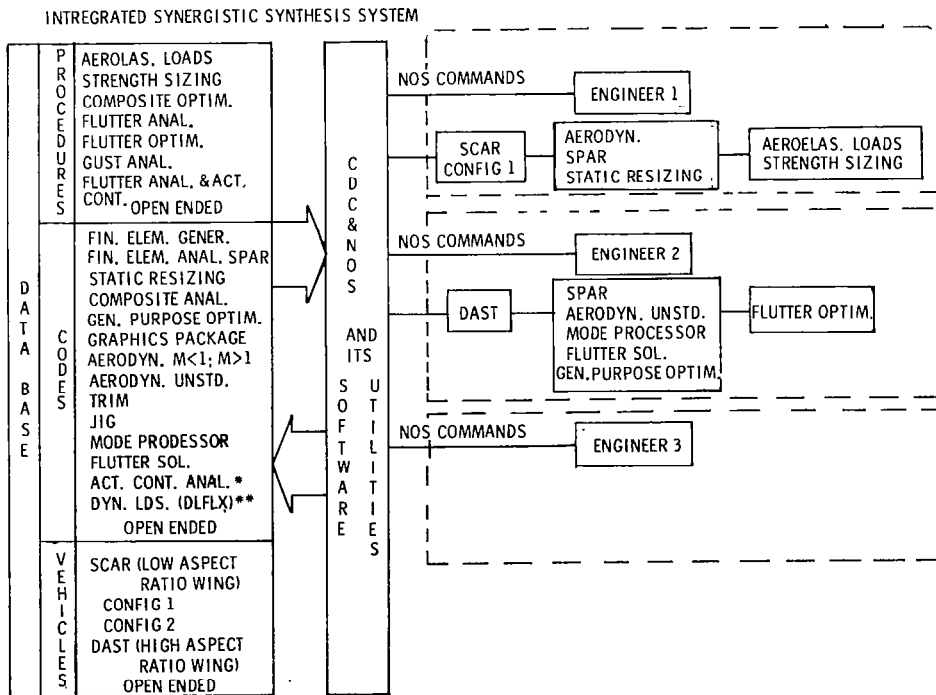 INTREGRATED SYNERGISTIC SYNTHESIS SYSTEM
DATA BASE
PROCEDURES
AEROLAS. LOADS
STRENGTH SIZING
COMPOSITE OPTIM.
FLUTTER ANAL.
FLUTTER OPTIM.
GUST ANAL.
FLUTTER ANAL. & ACT.
CONT.
OPEN ENDED
CODES
FIN. ELEM. GENER.
FIN. ELEM. ANAL. SPAR
STATIC RESIZING
COMPOSITE ANAL.
GEN. PURPOSE OPTIM.
GRAPHICS PACKAGE
AERODYN. M<1; M>1
AERODYN. UNSTD.
TRIM
JIG
MODE PRODESSOR
FLUTTER SOL.
ACT. CONT. ANAL.*
DYN. LDS. (DLFLX)**
OPEN ENDED
VEHICLES
SCAR (LOW ASPECT
RATIO WING)
CONFIG 1
CONFIG 2
DAST (HIGH ASPECT
RATIO WING)
OPEN ENDED
CDC&NOS
AND
ITS
SOFTWARE
UTILITIES
NOS COMMANDS
ENGINEER 1
SCAR
CONFIG 1
AERODYN.
SPAR
STATIC RESIZING
AEROELAS. LOADS
STRENGTH SIZING
NOS COMMANDS
ENGINEER 2
DAST
SPAR
AERODYN. UNSTD.
MODE PROCESSOR
FLUTTER SOL.
GEN.PURPOSE OPTIM.
FLUTTER OPTIM.
NOS COMMANDS
ENGINEER 3